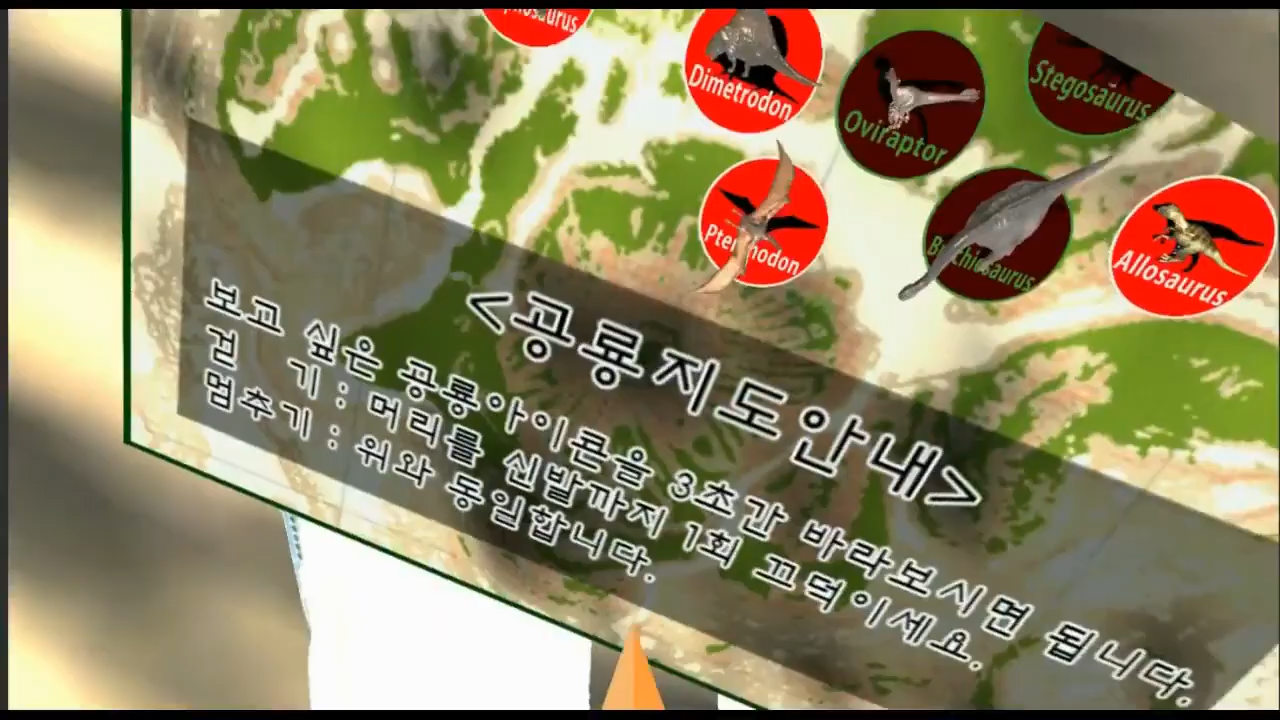 Dimetrodon
Oviraptor
Stegosaurus
Allosaurus
<공룡지도안내>
보고 싶은 공룡아이콘을 3초간 바라보시면 됩니다.
걷 기 : 머리를 신발까지 1회 끄덕이세요.
멈추기 : 위와 동일합니다.